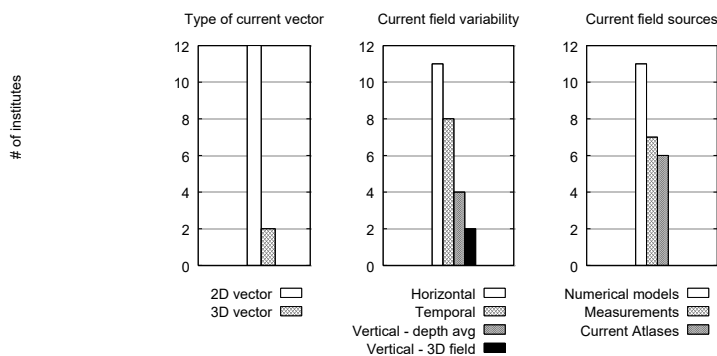 Type of current vector
Current field variability
Current field sources
# of institutes
12
10
8
6
4
2
0
2D vector
3D vector
12
10
8
6
4
2
0
Horizontal
Temporal
Vertical - depth avg
Vertical - 3D field
12
10
8
6
4
2
0
Numerical models
Measurements
Current Atlases